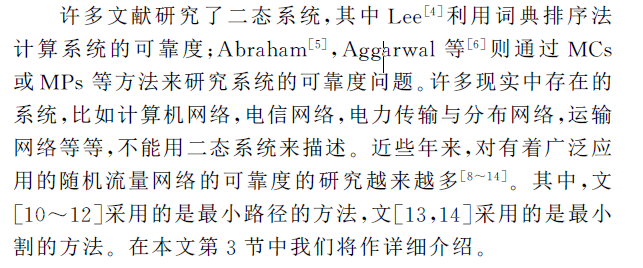 许多文献研究了二态系统,其中 Lee[4]利用词典排序法
计算系统的可靠度;Abraham[5],Aggarwal 等[6]则通过 MCs
或 MPs 等方法来研究系统的可靠度问题。许多现实中存在的
系统,比如计算机网络,电信网络,电力传输与分布网络,运输
网络等等,不能用二态系统来描述。近些年来,对有着广泛应
用的随机流量网络的可靠度的研究越来越多[8~14]。其中,文
[10~12]采用的是最小路径的方法,文[13,14]采用的是最小
割的方法。在本文第 3 节中我们将作详细介绍。